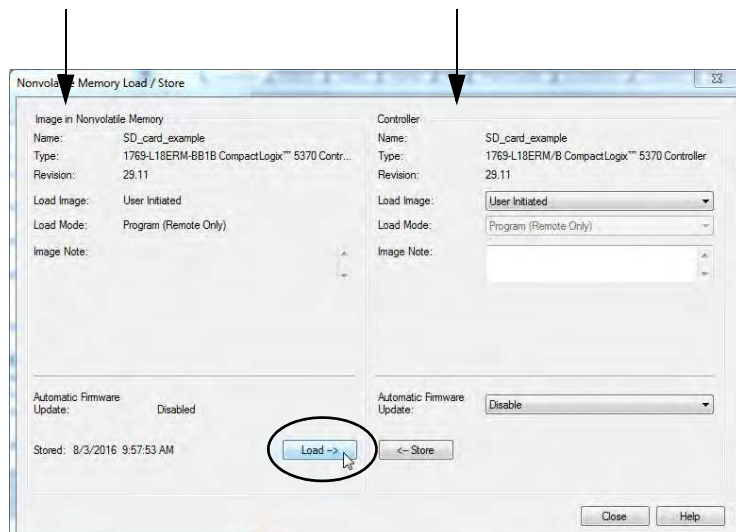 Nonvolatile Memory Load / Store
Image in Nonvolatile Memory
Name: SD_card_example
Type: 1769-L18ERM-BB1B CompactLogix™ 5370 Contr...
Revision: 29.11
Load Image: User Initiated
Load Mode: Program (Remote Only)
Image Note:
Automatic Firmware
Update: Disabled
Stored: 8/3/2016 9:57:53 AM
Load -->
Controller
Name: SD_card_example
Type: 1769-L18ERM/B CompactLogix™ 5370 Controller
Revision: 29.11
Load Image: User Initiated
Load Mode: Program (Remote Only)
Image Note:
Automatic Firmware
Update: Disable
<-- Store
Close Help